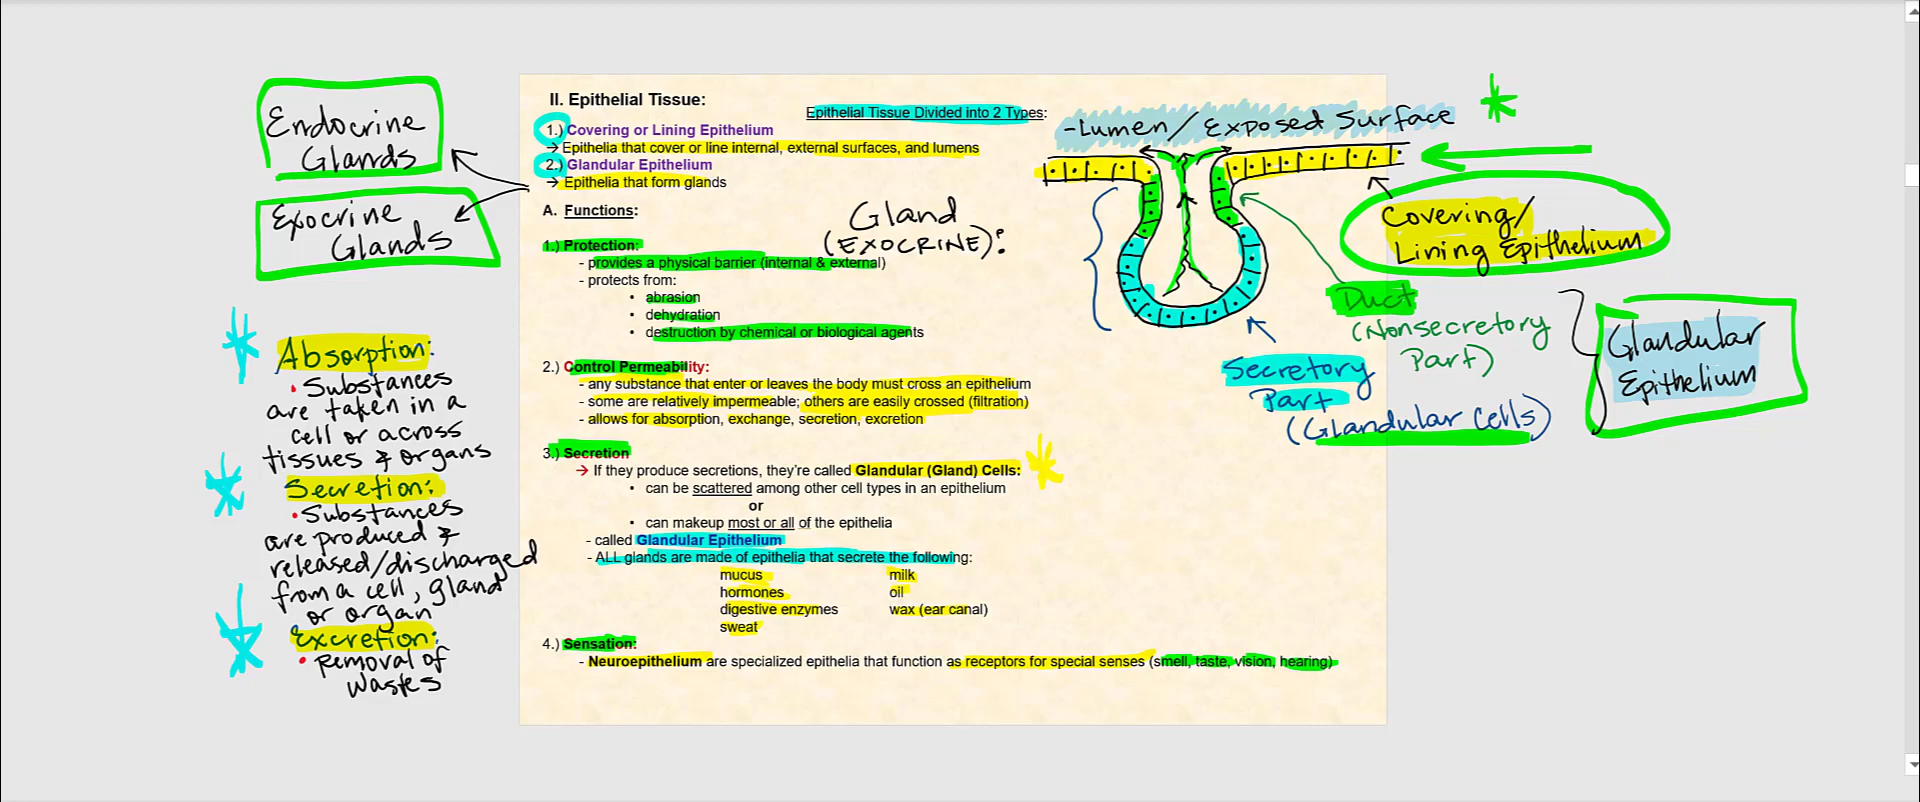 Endocrine
Glands
Exocrine
Glands
Absorption:
• Substances
are taken in a
cell or across
tissues & organs
Secretion:
• Substances
are produced &
released/discharged
from a cell, gland
or organ
Excretion:
• Removal of
wastes
II. Epithelial Tissue:
Epithelial Tissue Divided into 2 Types:
1.) Covering or Lining Epithelium
→ Epithelia that cover or line internal, external surfaces, and lumens
2.) Glandular Epithelium
→ Epithelia that form glands
A. Functions:
1.) Protection:
- provides a physical barrier (internal & external)
- protects from:
• abrasion
• dehydration
• destruction by chemical or biological agents
2.) Control Permeability:
- any substance that enter or leaves the body must cross an epithelium
- some are relatively impermeable; others are easily crossed (filtration)
- allows for absorption, exchange, secretion, excretion
3.) Secretion
→ If they produce secretions, they're called Glandular (Gland) Cells:
• can be scattered among other cell types in an epithelium
or
• can makeup most or all of the epithelia
- called Glandular Epithelium
- ALL glands are made of epithelia that secrete the following:
mucus milk
hormones oil
digestive enzymes wax (ear canal)
sweat
4.) Sensation:
- Neuroepithelium are specialized epithelia that function as receptors for special senses (smell, taste, vision, hearing)
Gland
(EXOCRINE):
-Lumen/Exposed Surface
Covering/
Lining Epithelium
Duct
(Nonsecretory
Part)
Secretory
Part
(Glandular Cells)
Glandular
Epithelium